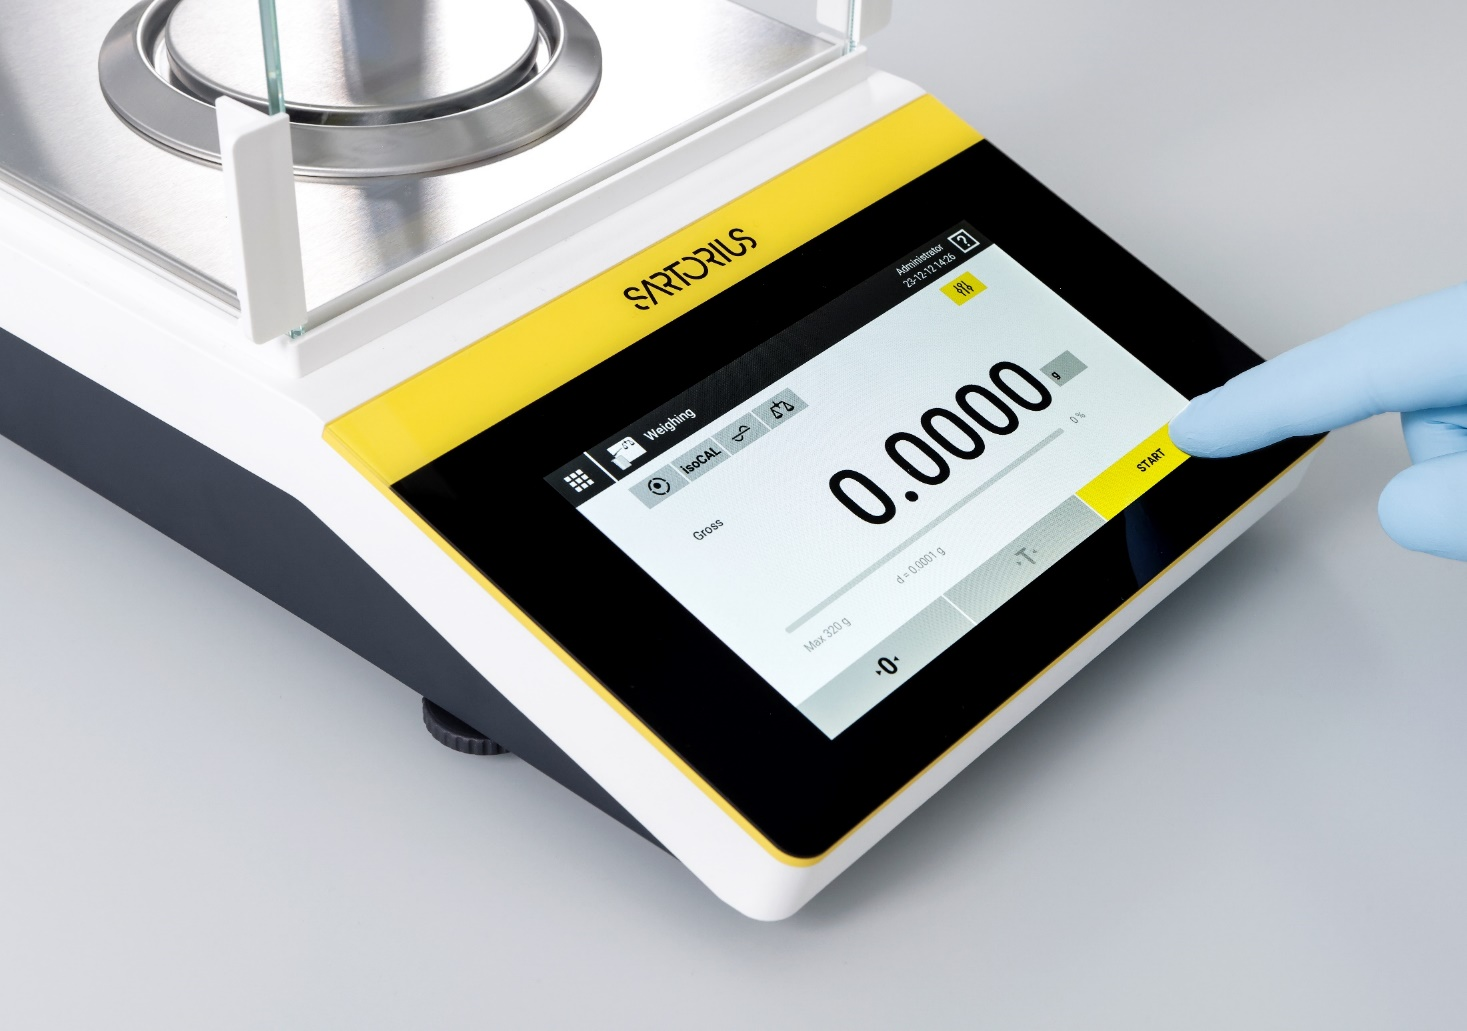 SARTORIUS
Administrator
23-12-12 14:26
?
Weighing
isoCAL
0.0000 g
Gross
0 %
Max 320 g
d = 0.0001 g
0
T
START